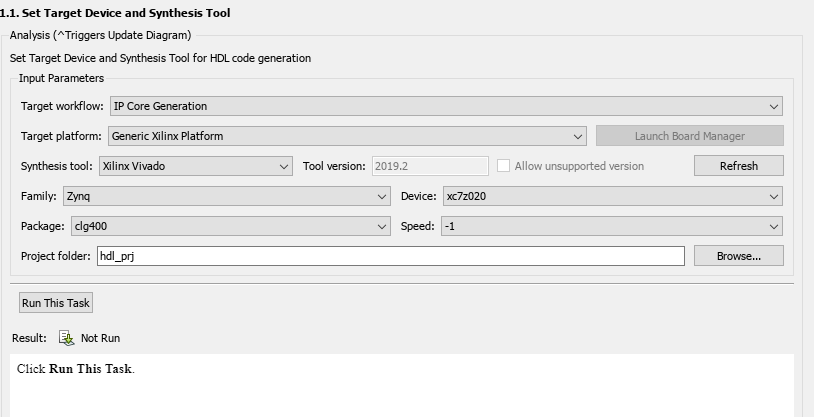 1.1. Set Target Device and Synthesis Tool
Analysis (^Triggers Update Diagram)
Set Target Device and Synthesis Tool for HDL code generation
Input Parameters
Target workflow: IP Core Generation
Target platform: Generic Xilinx Platform Launch Board Manager
Synthesis tool: Xilinx Vivado Tool version: 2019.2 Allow unsupported version Refresh
Family: Zynq Device: xc7z020
Package: clg400 Speed: -1
Project folder: hdl_prj Browse...
Run This Task
Result: Not Run
Click Run This Task.